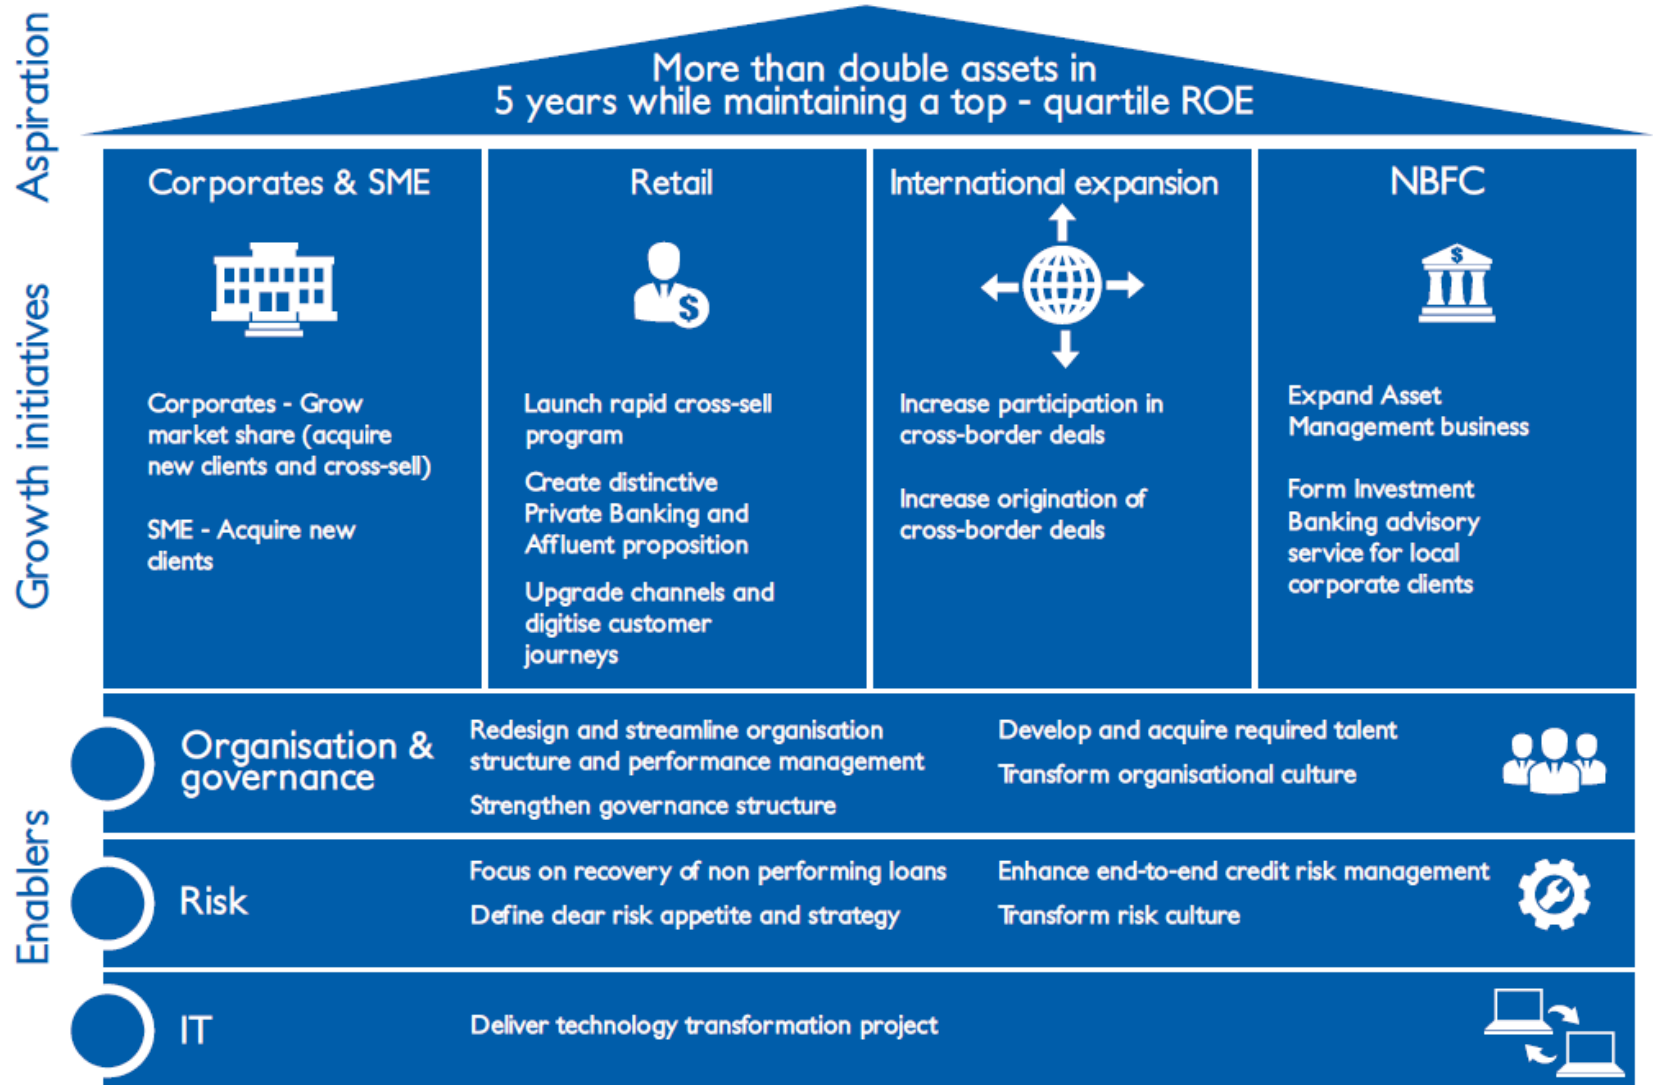 Aspiration
More than double assets in
5 years while maintaining a top - quartile ROE
Growth initiatives
Corporates & SME
Corporates - Grow
market share (acquire
new clients and cross-sell)
SME - Acquire new
clients
Retail
$
Launch rapid cross-sell
program
Create distinctive
Private Banking and
Affluent proposition
Upgrade channels and
digitise customer
journeys
International expansion
Increase participation in
cross-border deals
Increase origination of
cross-border deals
NBFC
$
Expand Asset
Management business
Form Investment
Banking advisory
service for local
corporate clients
Enablers
Organisation &
governance
Redesign and streamline organisation
structure and performance management
Strengthen governance structure
Develop and acquire required talent
Transform organisational culture
Risk
Focus on recovery of non performing loans
Define clear risk appetite and strategy
Enhance end-to-end credit risk management
Transform risk culture
IT
Deliver technology transformation project